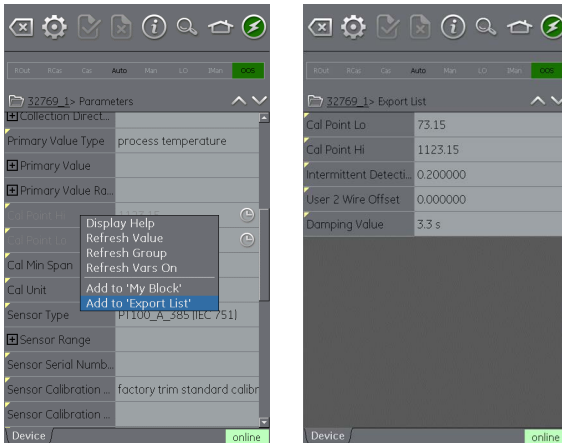 ROut RCas Cas Auto Man LO IMan OOS
32769_1> Parameters
Collection Direct...
Primary Value Type process temperature
Primary Value
Primary Value Ra...
Cal Point Hi 1123.15
Cal Point Lo
Display Help
Refresh Value
Refresh Group
Refresh Vars On
Add to 'My Block'
Add to 'Export List'
Cal Min Span
Cal Unit
Sensor Type PT100_A_385 (IEC 751)
Sensor Range
Sensor Serial Numb...
Sensor Calibration ... factory trim standard calibr
Sensor Calibration ...
Device online
ROut RCas Cas Auto Man LO IMan OOS
32769_1> Export List
Cal Point Lo 73.15
Cal Point Hi 1123.15
Intermittent Detecti... 0.200000
User 2 Wire Offset 0.000000
Damping Value 3.3 s
Device online